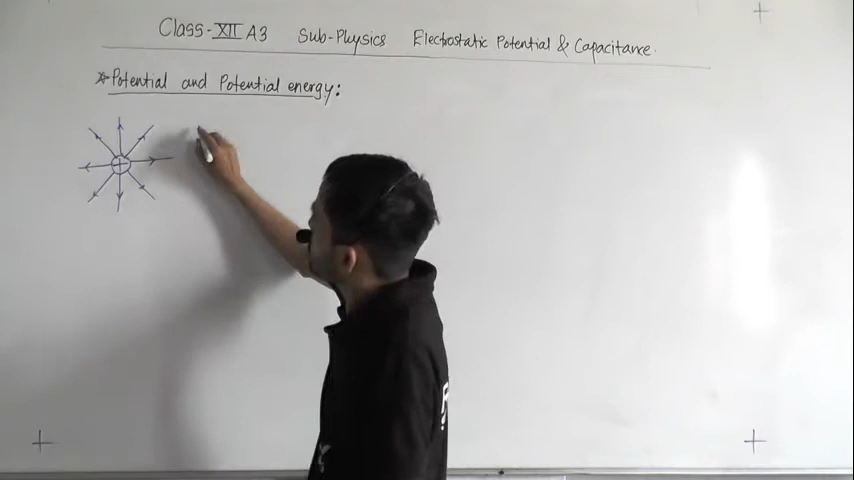 Class-XII A3 Sub-Physics Electrostatic Potential & Capacitance.
*Potential and Potential energy:
+